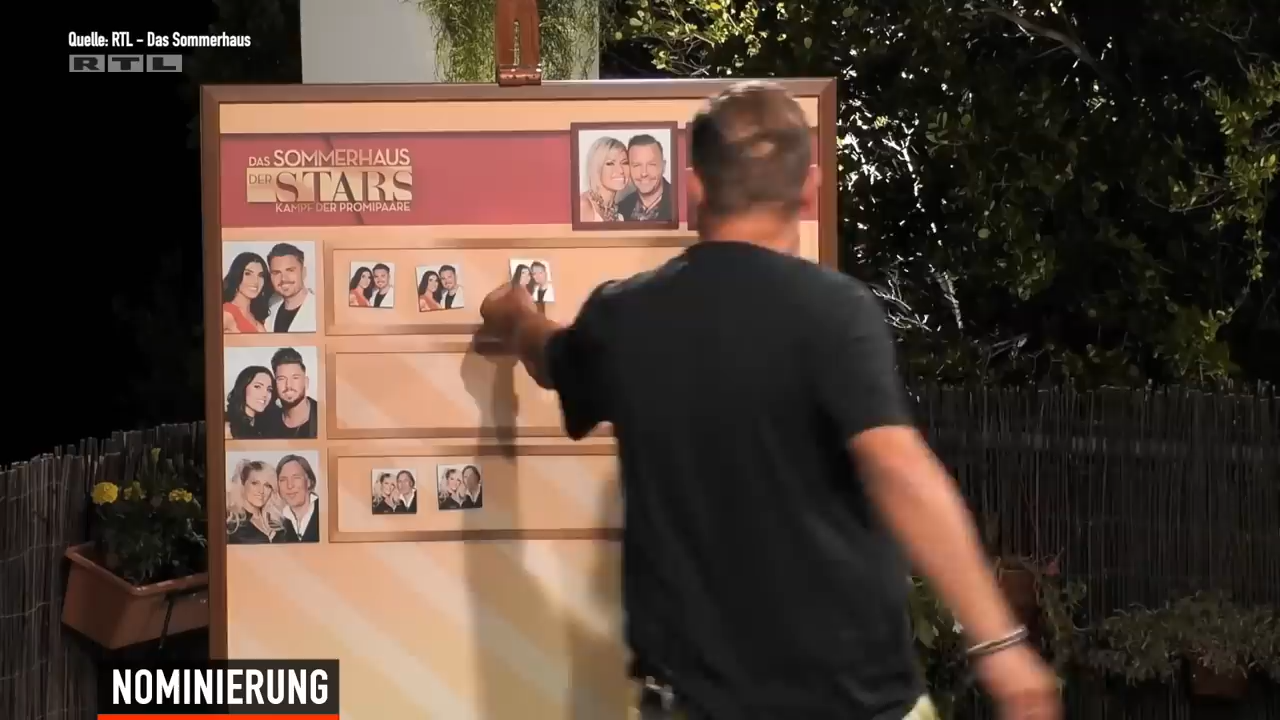 Quelle: RTL – Das Sommerhaus
RTL
DAS SOMMERHAUS
DER STARS
KAMPF DER PROMIPAARE
NOMINIERUNG